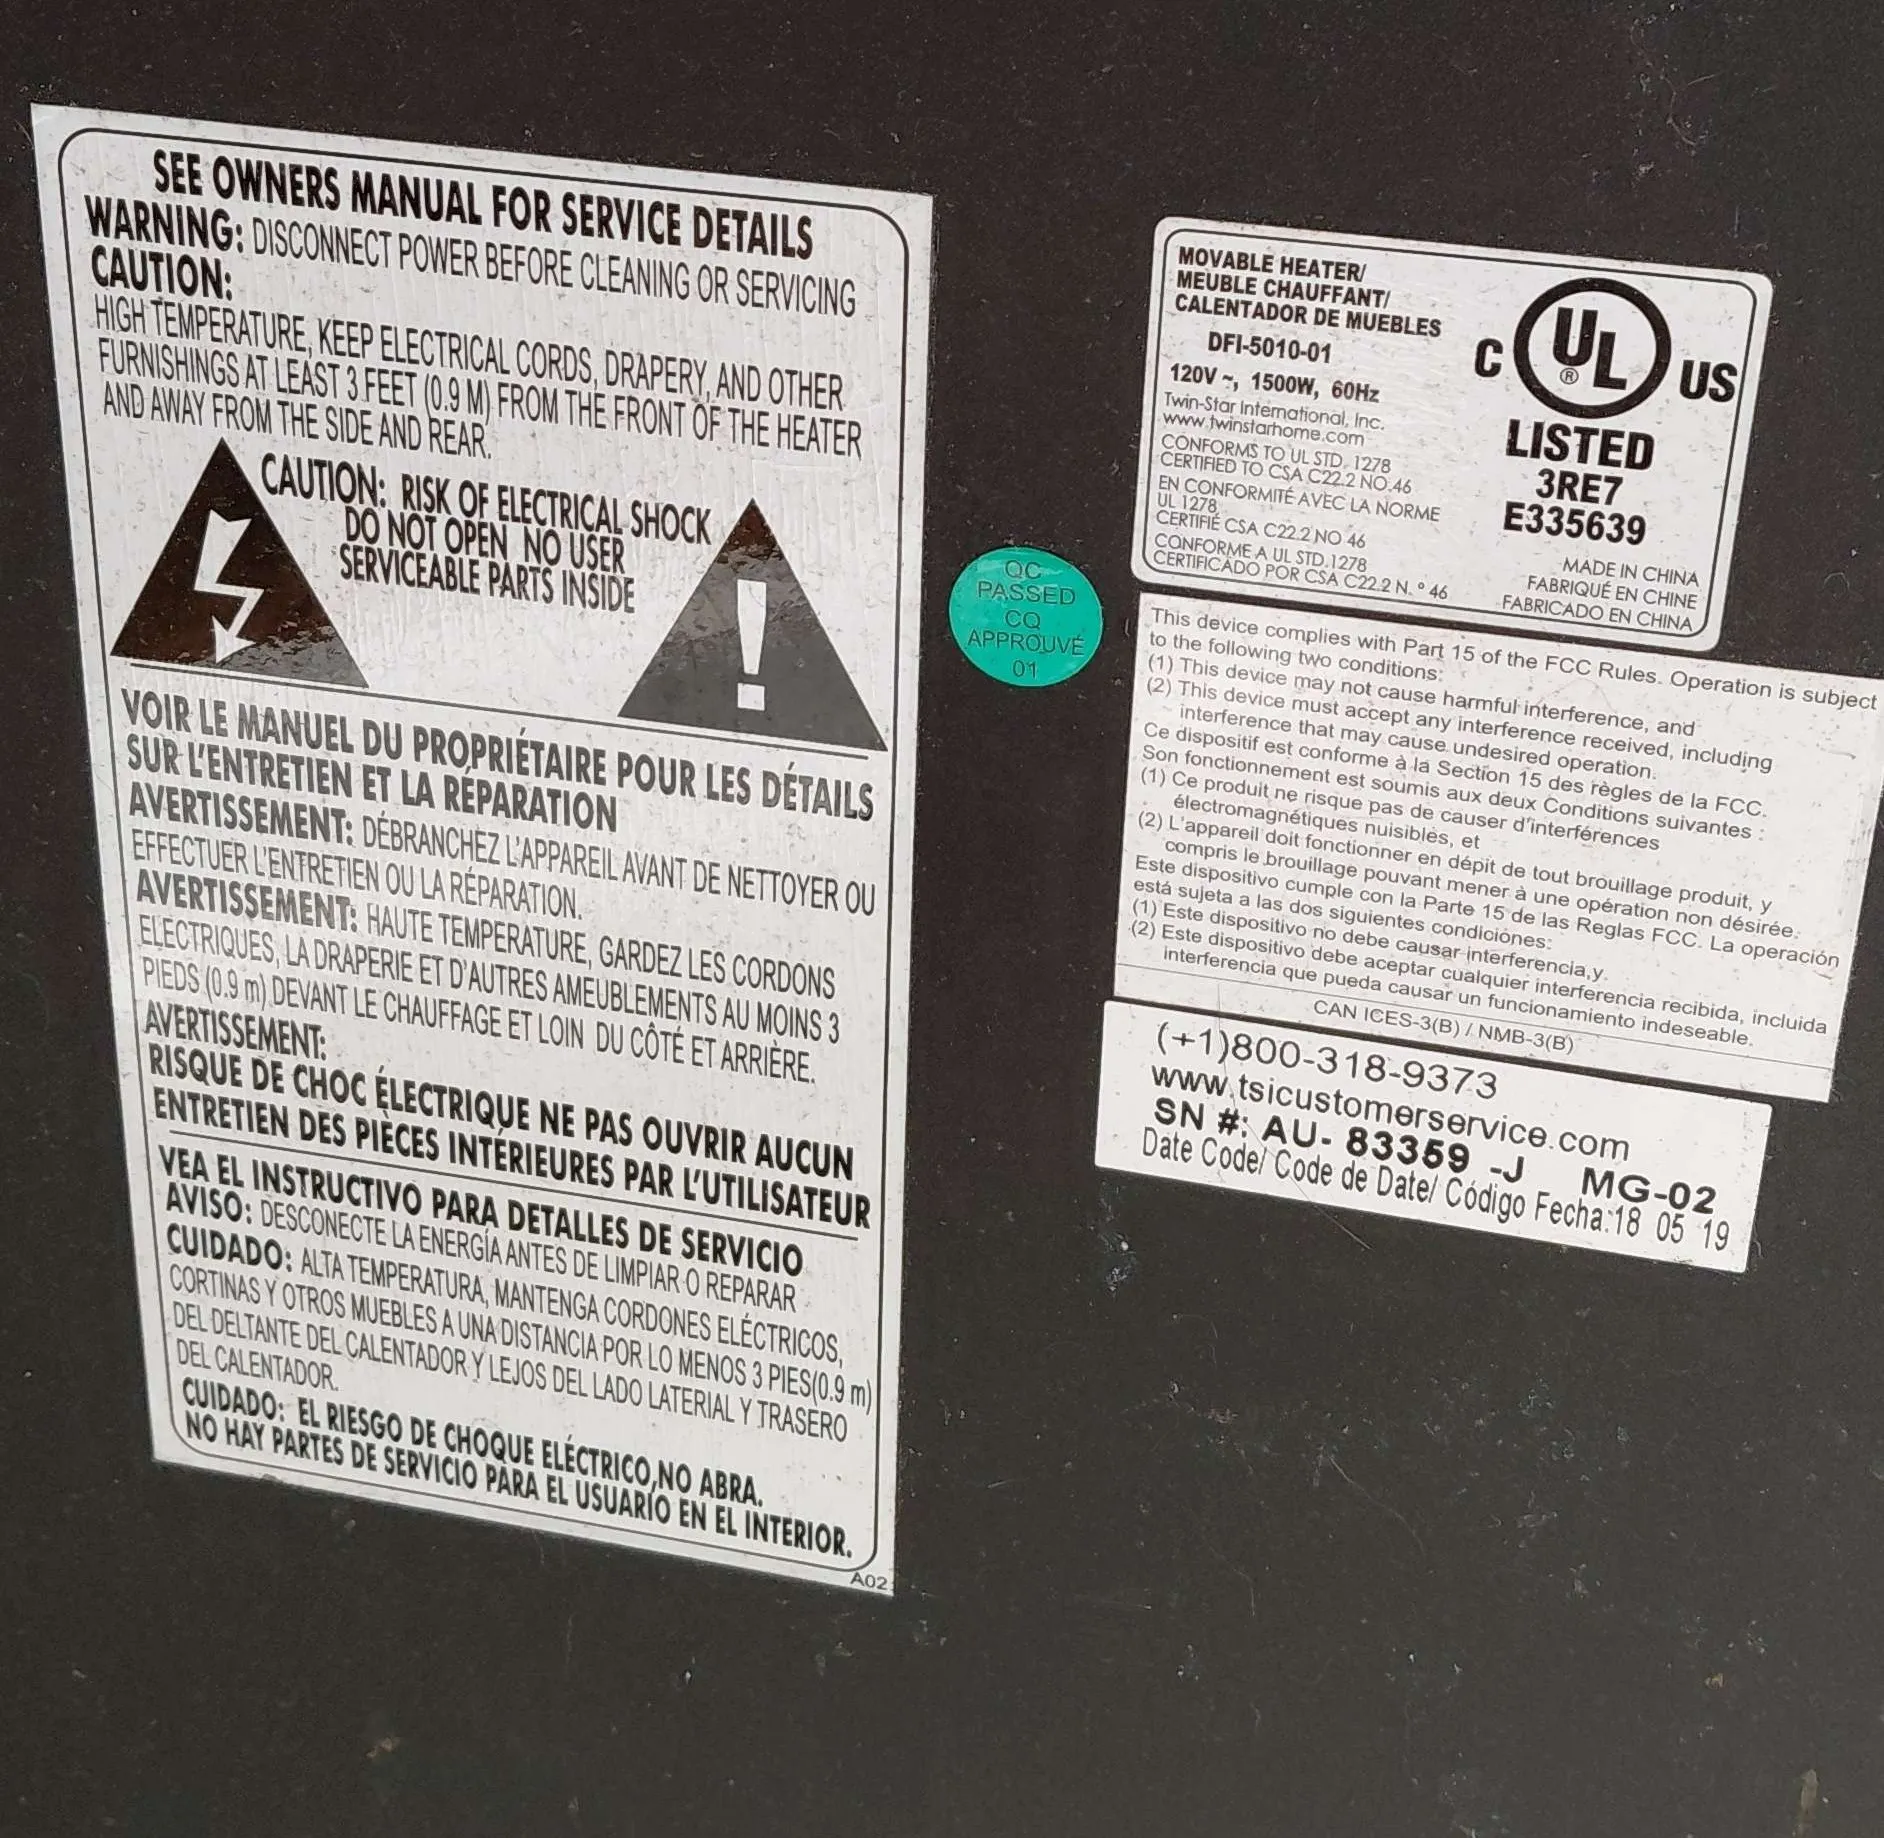 SEE OWNERS MANUAL FOR SERVICE DETAILS
WARNING: DISCONNECT POWER BEFORE CLEANING OR SERVICING
CAUTION:
HIGH TEMPERATURE, KEEP ELECTRICAL CORDS, DRAPERY, AND OTHER
FURNISHINGS AT LEAST 3 FEET (0.9 M) FROM THE FRONT OF THE HEATER
AND AWAY FROM THE SIDE AND REAR.
CAUTION: RISK OF ELECTRICAL SHOCK
DO NOT OPEN NO USER
SERVICEABLE PARTS INSIDE
!
VOIR LE MANUEL DU PROPRIÉTAIRE POUR LES DÉTAILS
SUR L'ENTRETIEN ET LA RÉPARATION
AVERTISSEMENT: DÉBRANCHEZ L'APPAREIL AVANT DE NETTOYER OU
EFFECTUER L'ENTRETIEN OU LA RÉPARATION.
AVERTISSEMENT: HAUTE TEMPERATURE, GARDEZ LES CORDONS
ELECTRIQUES, LA DRAPERIE ET D'AUTRES AMEUBLEMENTS AU MOINS 3
PIEDS (0.9 m) DEVANT LE CHAUFFAGE ET LOIN DU CÔTÉ ET ARRIÈRE.
AVERTISSEMENT:
RISQUE DE CHOC ÉLECTRIQUE NE PAS OUVRIR AUCUN
ENTRETIEN DES PIÈCES INTÉRIEURES PAR L'UTILISATEUR
VEA EL INSTRUCTIVO PARA DETALLES DE SERVICIO
AVISO: DESCONECTE LA ENERGÍA ANTES DE LIMPIAR O REPARAR
CUIDADO: ALTA TEMPERATURA, MANTENGA CORDONES ELÉCTRICOS,
CORTINAS Y OTROS MUEBLES A UNA DISTANCIA POR LO MENOS 3 PIES(0.9 m)
DEL DELTANTE DEL CALENTADOR Y LEJOS DEL LADO LATERIAL Y TRASERO
DEL CALENTADOR.
CUIDADO: EL RIESGO DE CHOQUE ELÉCTRICO,NO ABRA.
NO HAY PARTES DE SERVICIO PARA EL USUARIO EN EL INTERIOR.
A02
QC
PASSED
CQ
APPROUVÉ
01
MOVABLE HEATER/
MEUBLE CHAUFFANT/
CALENTADOR DE MUEBLES
DFI-5010-01
120V ~, 1500W, 60Hz
Twin-Star International, Inc.
www.twinstarhome.com
CONFORMS TO UL STD. 1278
CERTIFIED TO CSA C22.2 NO.46
EN CONFORMITÉ AVEC LA NORME
UL 1278
CERTIFIÉ CSA C22.2 NO 46
CONFORME A UL STD.1278
CERTIFICADO POR CSA C22.2 N. ° 46
C UL ® US
LISTED
3RE7
E335639
MADE IN CHINA
FABRIQUÉ EN CHINE
FABRICADO EN CHINA
This device complies with Part 15 of the FCC Rules. Operation is subject
to the following two conditions:
(1) This device may not cause harmful interference, and
(2) This device must accept any interference received, including
interference that may cause undesired operation.
Ce dispositif est conforme à la Section 15 des règles de la FCC.
Son fonctionnement est soumis aux deux Conditions suivantes :
(1) Ce produit ne risque pas de causer d'interférences
électromagnétiques nuisibles, et
(2) L'appareil doit fonctionner en dépit de tout brouillage produit, y
compris le brouillage pouvant mener à une opération non désirée.
Este dispositivo cumple con la Parte 15 de las Reglas FCC. La operación
está sujeta a las dos siguientes condiciónes:
(1) Este dispositivo no debe causar interferencia,y
(2) Este dispositivo debe aceptar cualquier interferencia recibida, incluida
interferencia que pueda causar un funcionamiento indeseable.
CAN ICES-3(B) / NMB-3(B)
(+1)800-318-9373
www.tsicustomerservice.com
SN #: AU- 83359 -J MG-02
Date Code/ Code de Date/ Código Fecha:18 05 19